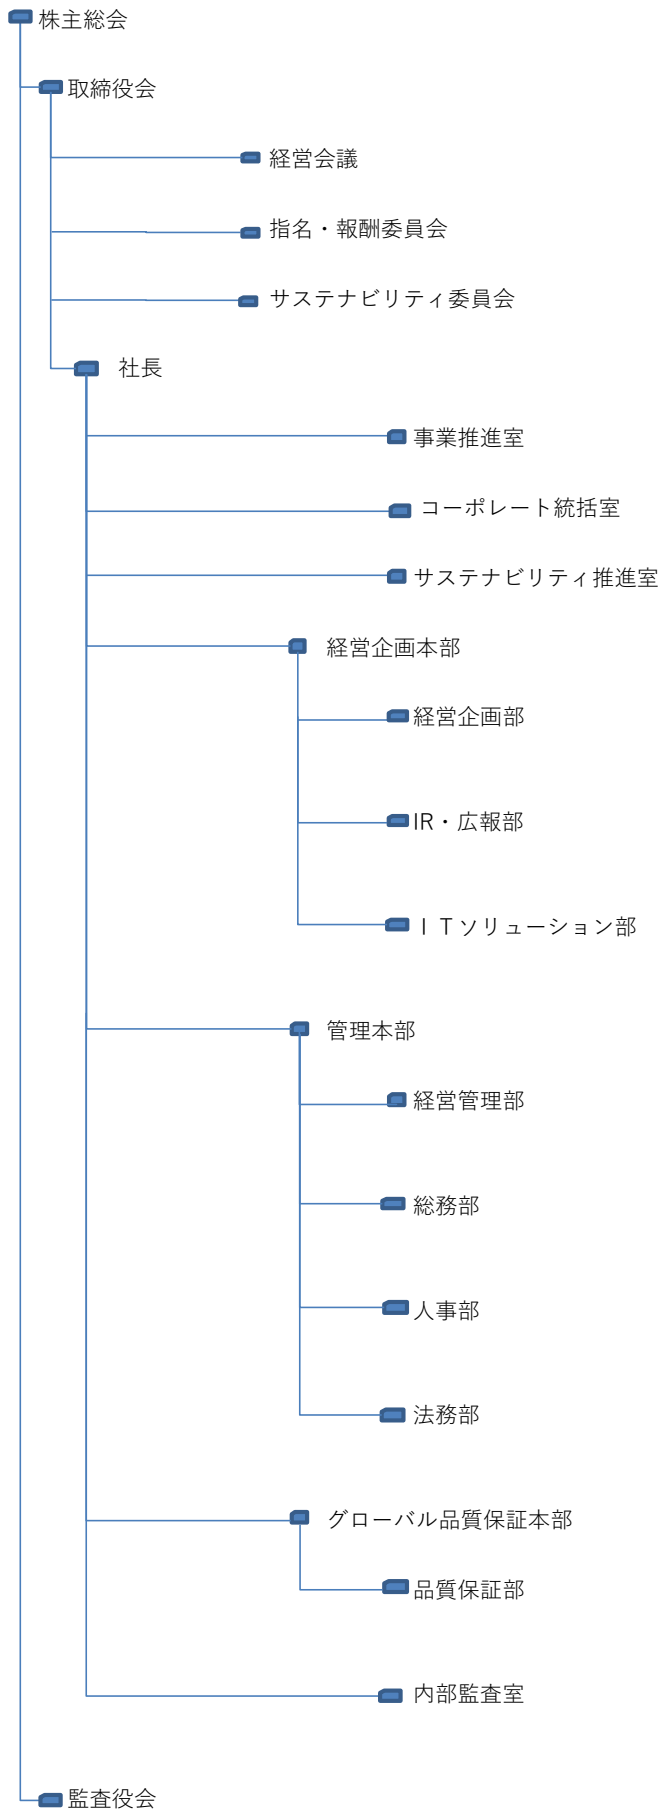 株主総会
取締役会
経営会議
指名・報酬委員会
サステナビリティ委員会
社長
事業推進室
コーポレート統括室
サステナビリティ推進室
経営企画本部
経営企画部
IR・広報部
ＩＴソリューション部
管理本部
経営管理部
総務部
人事部
法務部
グローバル品質保証本部
品質保証部
内部監査室
監査役会